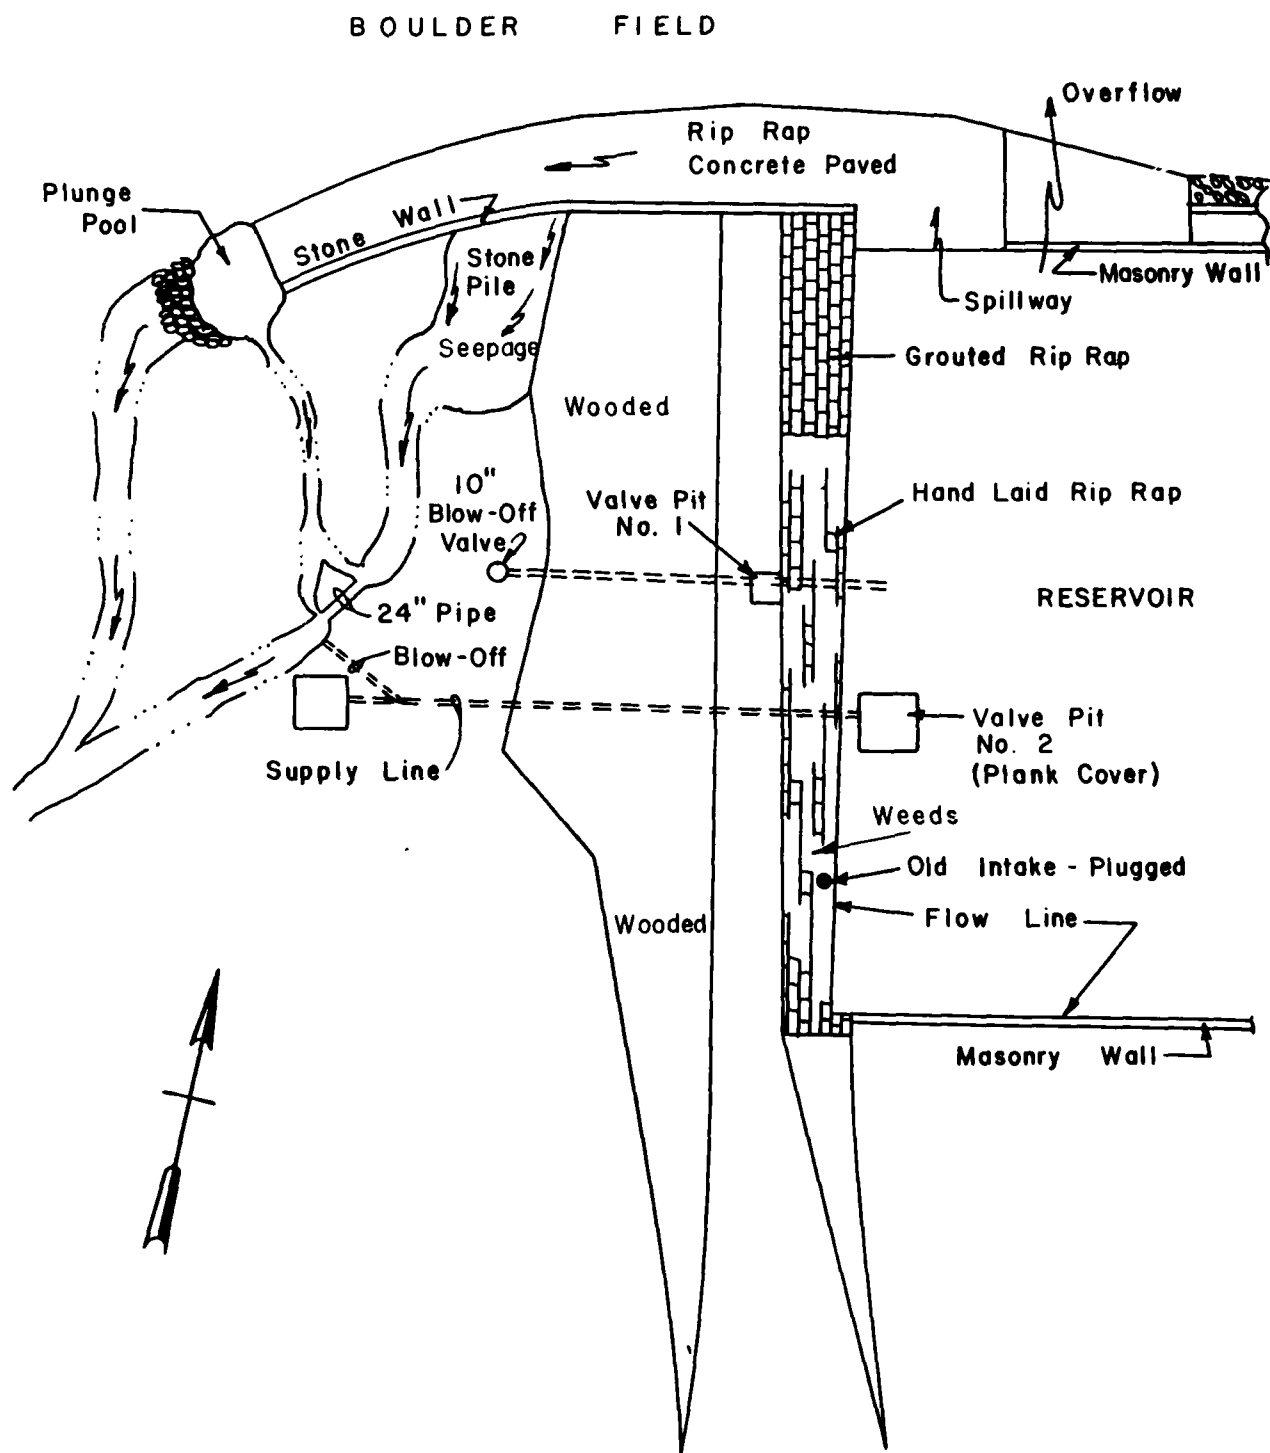 BOULDER FIELD
Overflow
Rip Rap
Concrete Paved
Plunge
Pool
Stone Wall
Stone
Pile
Masonry Wall
Spillway
Seepage
Grouted Rip Rap
Wooded
10"
Blow-Off
Valve
Valve Pit
No. 1
Hand Laid Rip Rap
RESERVOIR
24" Pipe
Blow-Off
Valve Pit
No. 2
(Plank Cover)
Supply Line
Weeds
Old Intake - Plugged
Flow Line
Wooded
Masonry Wall